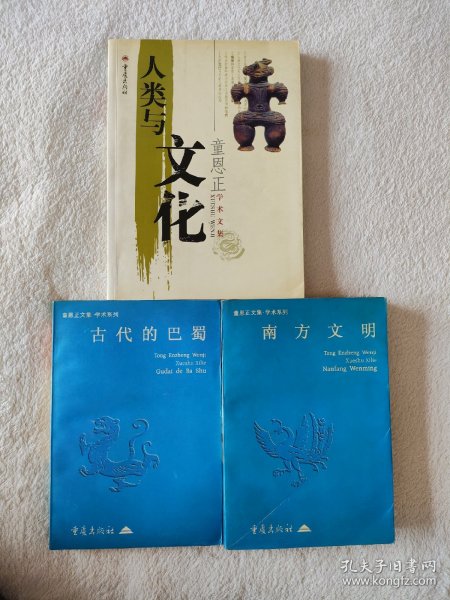 重庆出版社
人类与
文化
童恩正
学术文集
XUESHU WENJI
童恩正文集·学术系列
古代的巴蜀
Tong Enzheng Wenji
Xueshu Xilie
Gudai de Ba Shu
重庆出版社
童恩正文集·学术系列
南方文明
Tong Enzheng Wenji
Xueshu Xilie
Nanfang Wenming
重庆出版社
孔夫子旧书网
www.kongfz.com